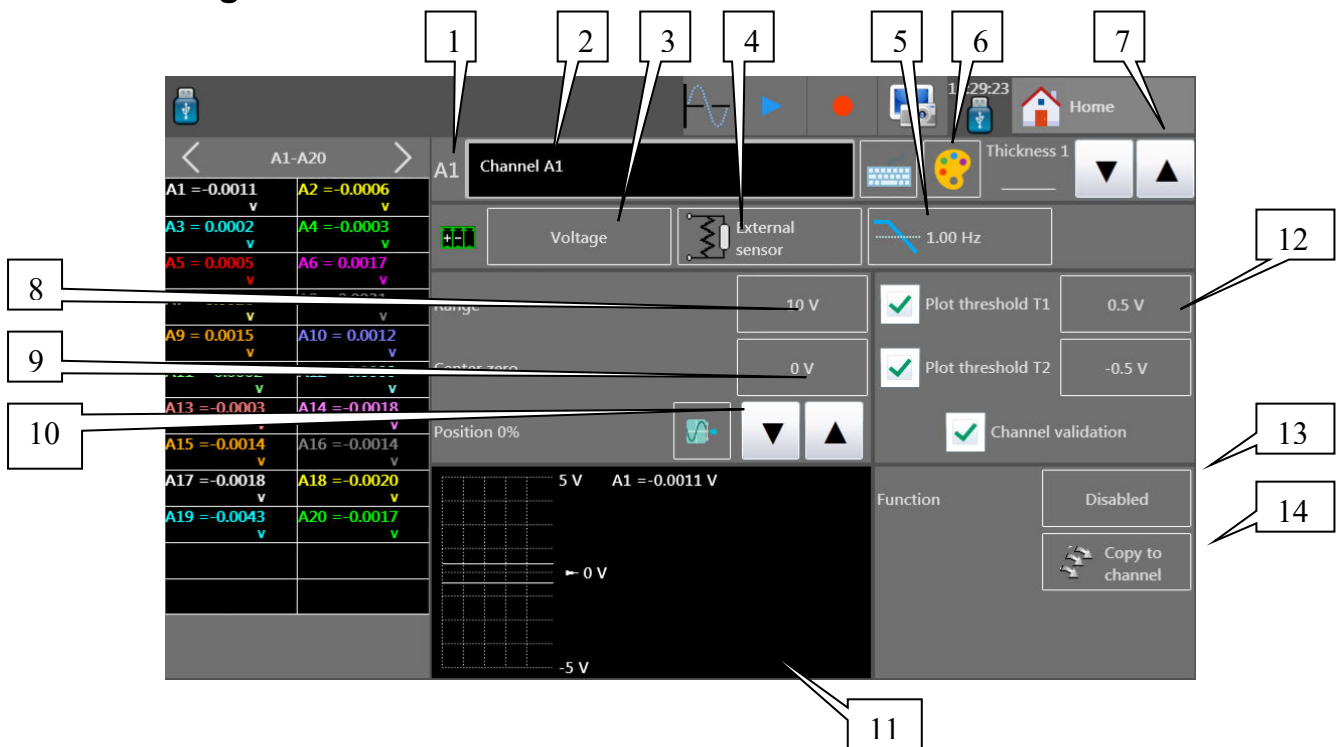 1
2
3
4
5
6
7
Home
A1-A20
A1
Channel A1
Thickness 1
A1 =-0.0011
V
A2 =-0.0006
V
A3 = 0.0002
V
A4 =-0.0003
V
A5 = 0.0005
V
A6 = 0.0017
V
V
V
A9 = 0.0015
V
A10 = 0.0012
V
V
V
A13 =-0.0003
V
A14 =-0.0018
V
A15 =-0.0014
V
A16 =-0.0014
V
A17 =-0.0018
V
A18 =-0.0020
V
A19 =-0.0043
V
A20 =-0.0017
V
Voltage
External
sensor
1.00 Hz
8
Range
10 V
9
Center zero
0 V
10
Position 0%
Plot threshold T1
0.5 V
12
Plot threshold T2
-0.5 V
Channel validation
13
5 V
A1 =-0.0011 V
0 V
-5 V
Function
Disabled
14
Copy to
channel
11